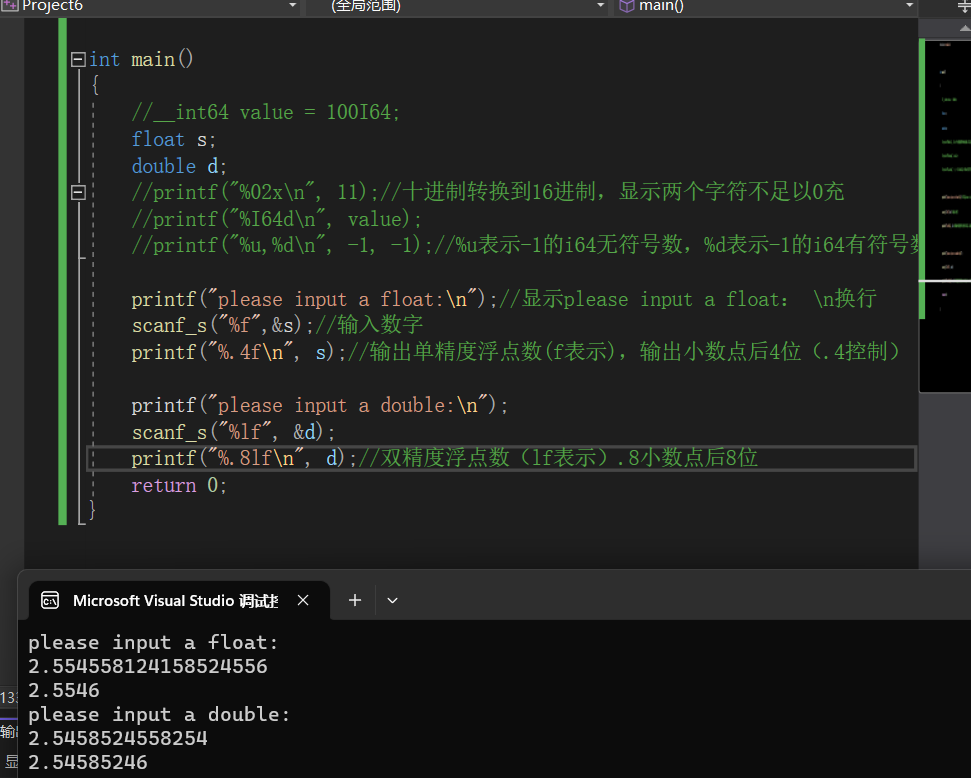 Project6
(全局范围)
main()
int main()
{
//__int64 value = 100I64;
float s;
double d;
//printf("%02x\n", 11);//十进制转换到16进制，显示两个字符不足以0充
//printf("%I64d\n", value);
//printf("%u,%d\n", -1, -1);//%u表示-1的i64无符号数，%d表示-1的i64有符号数
printf("please input a float:\n");//显示please input a float： \n换行
scanf_s("%f",&s);//输入数字
printf("%.4f\n", s);//输出单精度浮点数(f表示)，输出小数点后4位（.4控制）
printf("please input a double:\n");
scanf_s("%lf", &d);
printf("%.8lf\n", d);//双精度浮点数（lf表示）.8小数点后8位
return 0;
}
Microsoft Visual Studio 调试
please input a float:
2.554558124158524556
2.5546
please input a double:
2.5458524558254
2.54585246
133
输
显